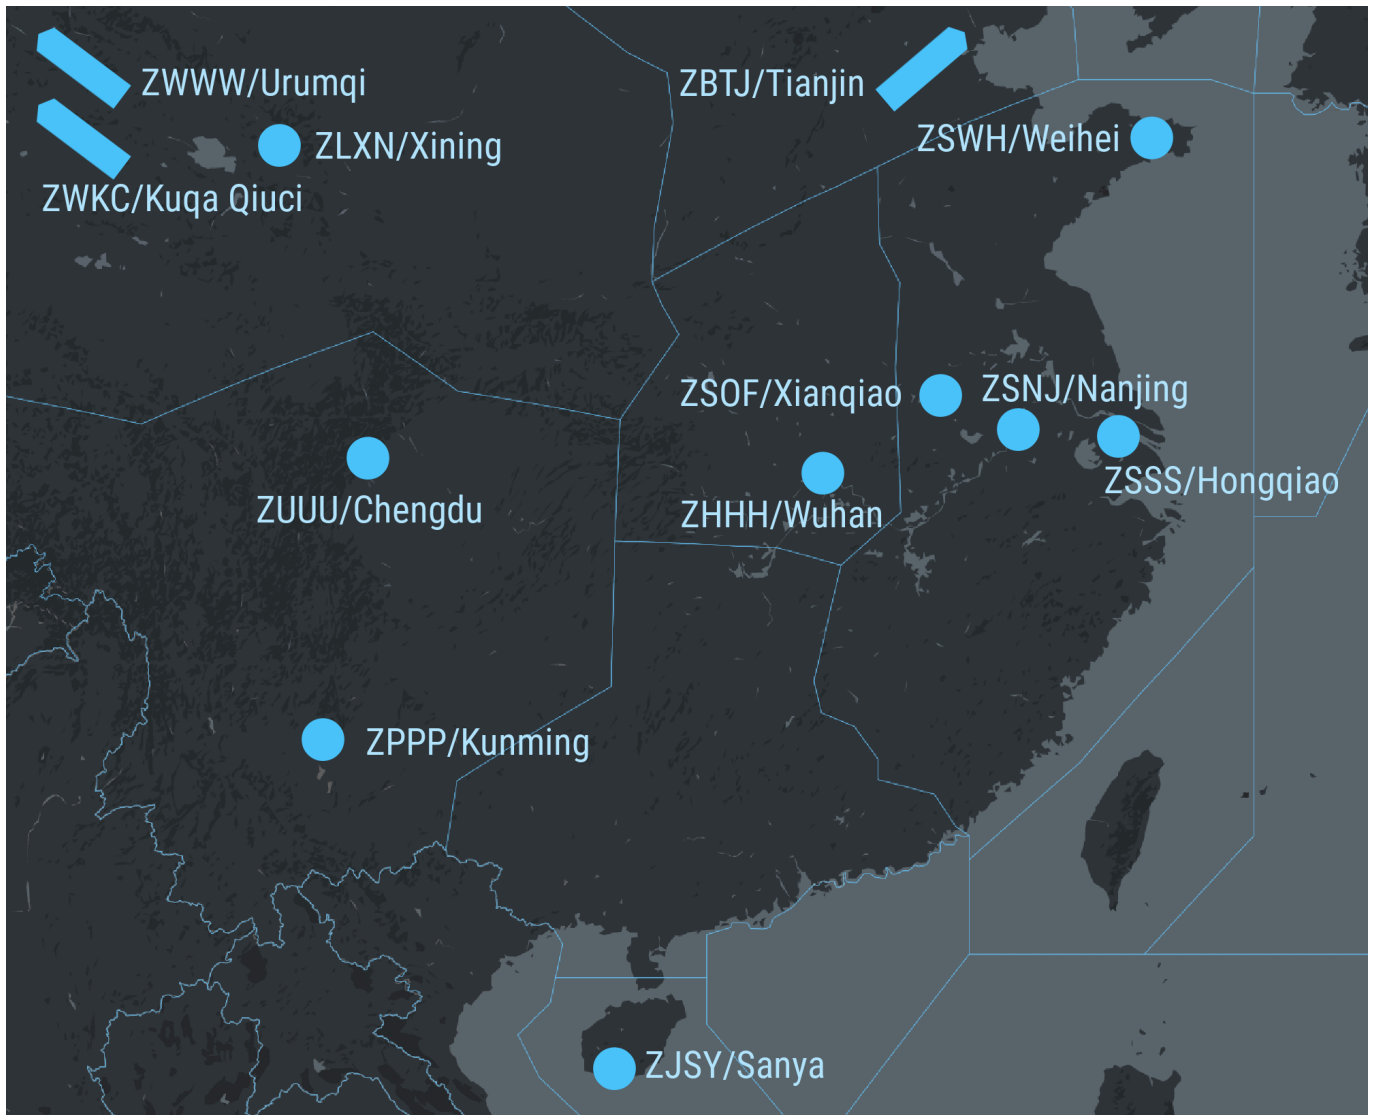 ZWWW/Urumqi
ZBTJ/Tianjin
ZLXN/Xining
ZSWH/Weihei
ZWKC/Kuqa Qiuci
ZSOF/Xianqiao
ZSNJ/Nanjing
ZUUU/Chengdu
ZHHH/Wuhan
ZSSS/Hongqiao
ZPPP/Kunming
ZJSY/Sanya